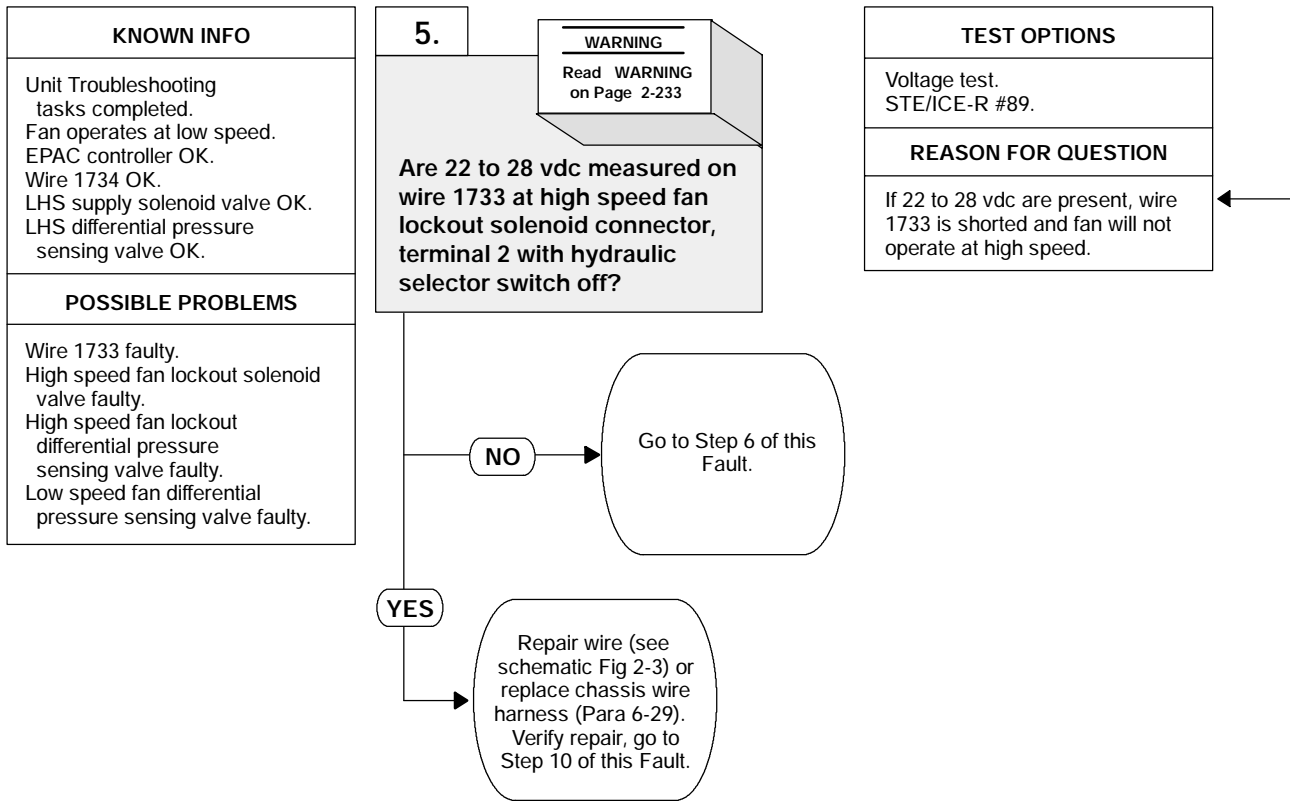 KNOWN INFO
Unit Troubleshooting
tasks completed.
Fan operates at low speed.
EPAC controller OK.
Wire 1734 OK.
LHS supply solenoid valve OK.
LHS differential pressure
sensing valve OK.
POSSIBLE PROBLEMS
Wire 1733 faulty.
High speed fan lockout solenoid
valve faulty.
High speed fan lockout
differential pressure
sensing valve faulty.
Low speed fan differential
pressure sensing valve faulty.
5.
WARNING
Read WARNING
on Page 2-233
Are 22 to 28 vdc measured on
wire 1733 at high speed fan
lockout solenoid connector,
terminal 2 with hydraulic
selector switch off?
TEST OPTIONS
Voltage test.
STE/ICE-R #89.
REASON FOR QUESTION
If 22 to 28 vdc are present, wire
1733 is shorted and fan will not
operate at high speed.
NO
Go to Step 6 of this
Fault.
YES
Repair wire (see
schematic Fig 2-3) or
replace chassis wire
harness (Para 6-29).
Verify repair, go to
Step 10 of this Fault.